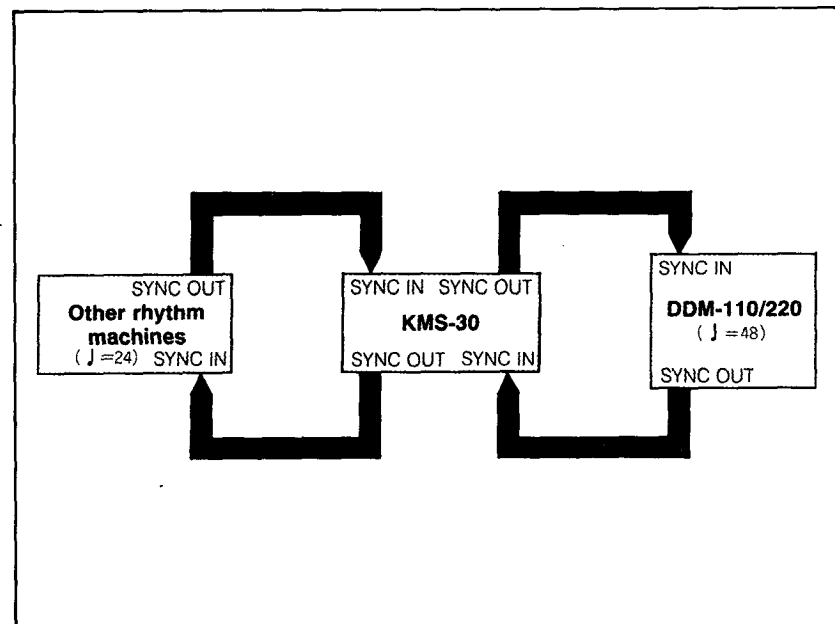 SYNC OUT
Other rhythm
machines
(♩=24) SYNC IN
SYNC IN SYNC OUT
KMS-30
SYNC OUT SYNC IN
SYNC IN
DDM-110/220
(♩=48)
SYNC OUT